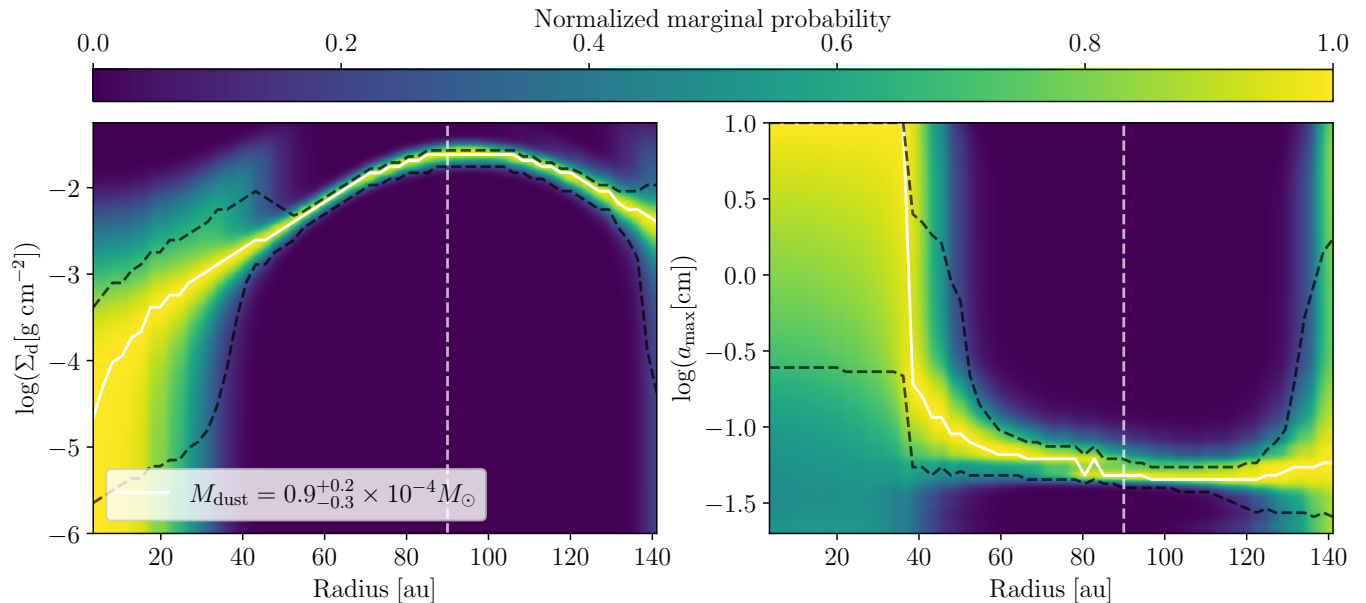 Normalized marginal probability
0.0 0.2 0.4 0.6 0.8 1.0
log(Σ_d[g cm⁻²])
−2
−3
−4
−5
−6
M_dust = 0.9^{+0.2}_{−0.3} × 10⁻⁴M_⊙
20 40 60 80 100 120 140
Radius [au]
log(a_max[cm])
1.0
0.5
0.0
−0.5
−1.0
−1.5
20 40 60 80 100 120 140
Radius [au]